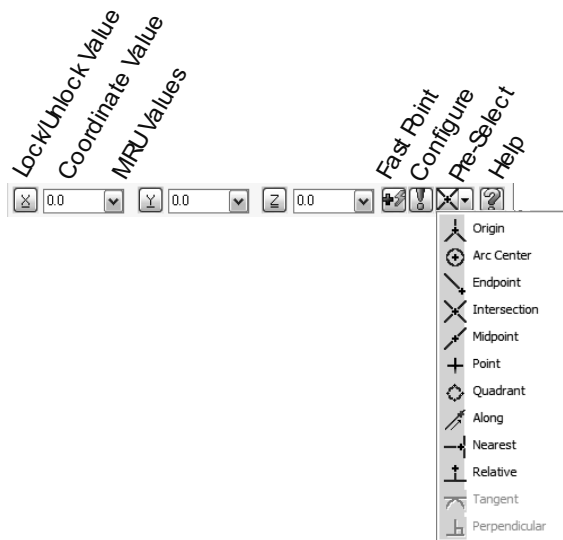 Lock/Unlock Value
Coordinate Value
MRU Values
Fast Point
Configure
Pre-Select
Help
X 0.0 Y 0.0 Z 0.0
Origin
Arc Center
Endpoint
Intersection
Midpoint
Point
Quadrant
Along
Nearest
Relative
Tangent
Perpendicular